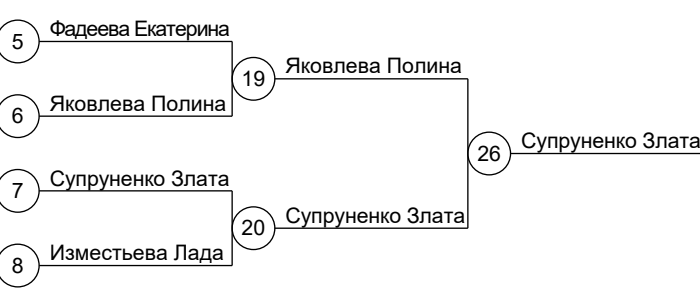 5 Фадеева Екатерина
19 Яковлева Полина
6 Яковлева Полина
26 Супруненко Злата
7 Супруненко Злата
20 Супруненко Злата
8 Изместьева Лада